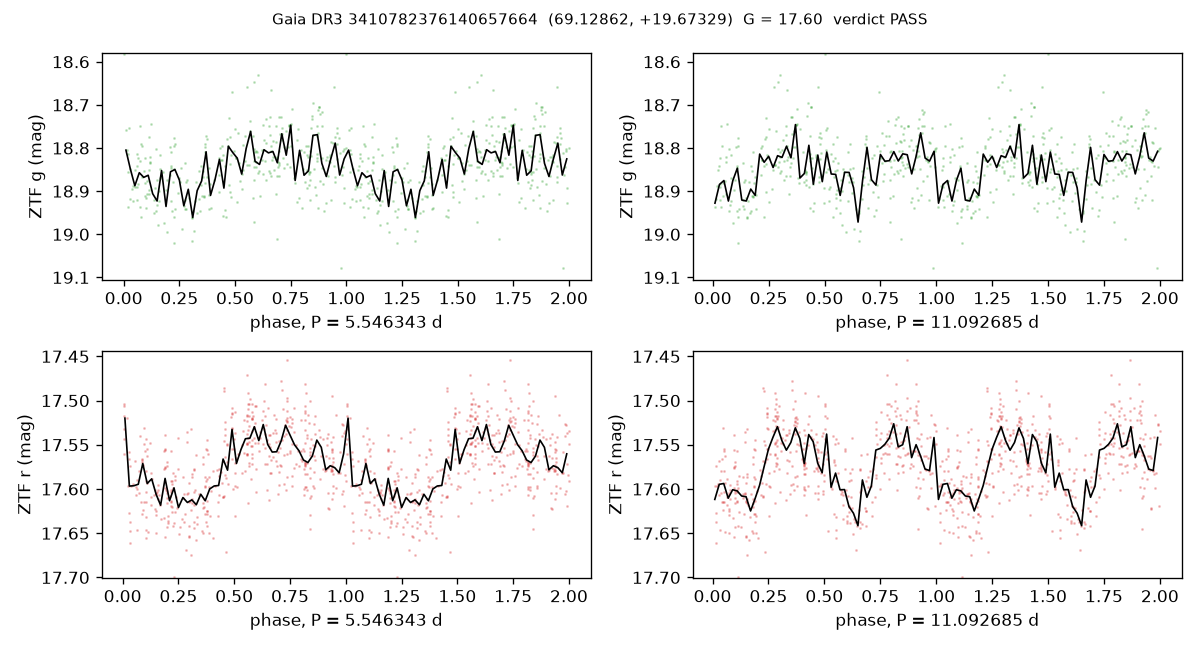 Gaia DR3 3410782376140657664  (69.12862, +19.67329)  G = 17.60  verdict PASS
ZTF g (mag)
18.6
18.7
18.8
18.9
19.0
19.1
0.00 0.25 0.50 0.75 1.00 1.25 1.50 1.75 2.00
phase, P = 5.546343 d
ZTF g (mag)
18.6
18.7
18.8
18.9
19.0
19.1
0.00 0.25 0.50 0.75 1.00 1.25 1.50 1.75 2.00
phase, P = 11.092685 d
ZTF r (mag)
17.45
17.50
17.55
17.60
17.65
17.70
0.00 0.25 0.50 0.75 1.00 1.25 1.50 1.75 2.00
phase, P = 5.546343 d
ZTF r (mag)
17.45
17.50
17.55
17.60
17.65
17.70
0.00 0.25 0.50 0.75 1.00 1.25 1.50 1.75 2.00
phase, P = 11.092685 d